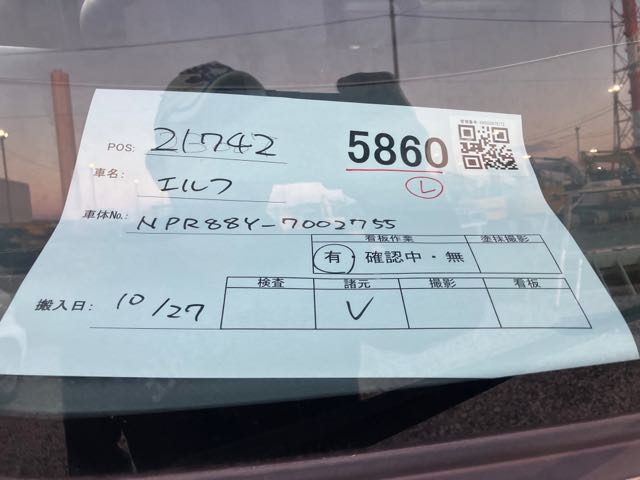 POS: 21742
5860
車名: エルフ
L
車体No.: NPR88Y-7002755
看板作業 塗抹撮影
有・確認中・無
検査 諸元 撮影 看板
搬入日: 10/27 V